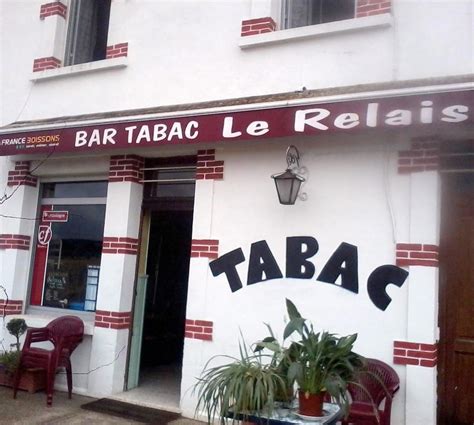 FRANCE BOISSONS
BAR TABAC Le Relais
TABAC